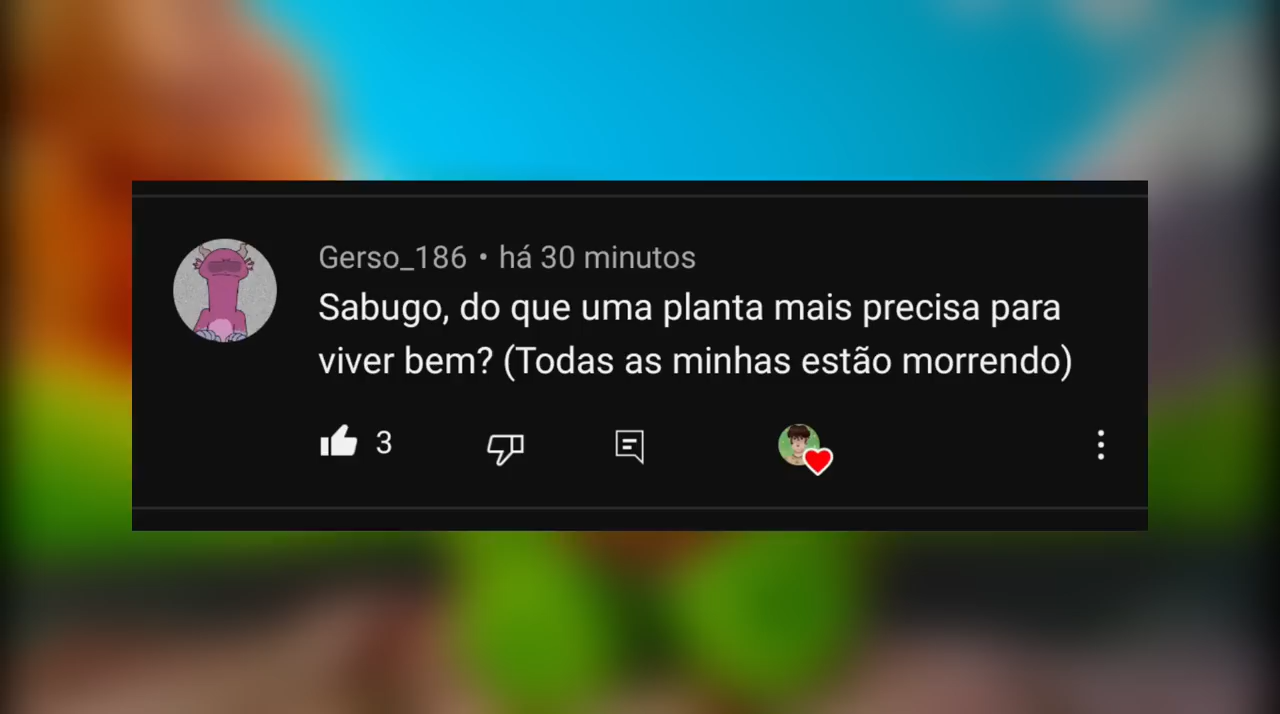 Gerso_186 • há 30 minutos
Sabugo, do que uma planta mais precisa para
viver bem? (Todas as minhas estão morrendo)
3